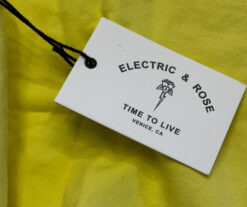 ELECTRIC & ROSE
TIME TO LIVE
VENICE, CA